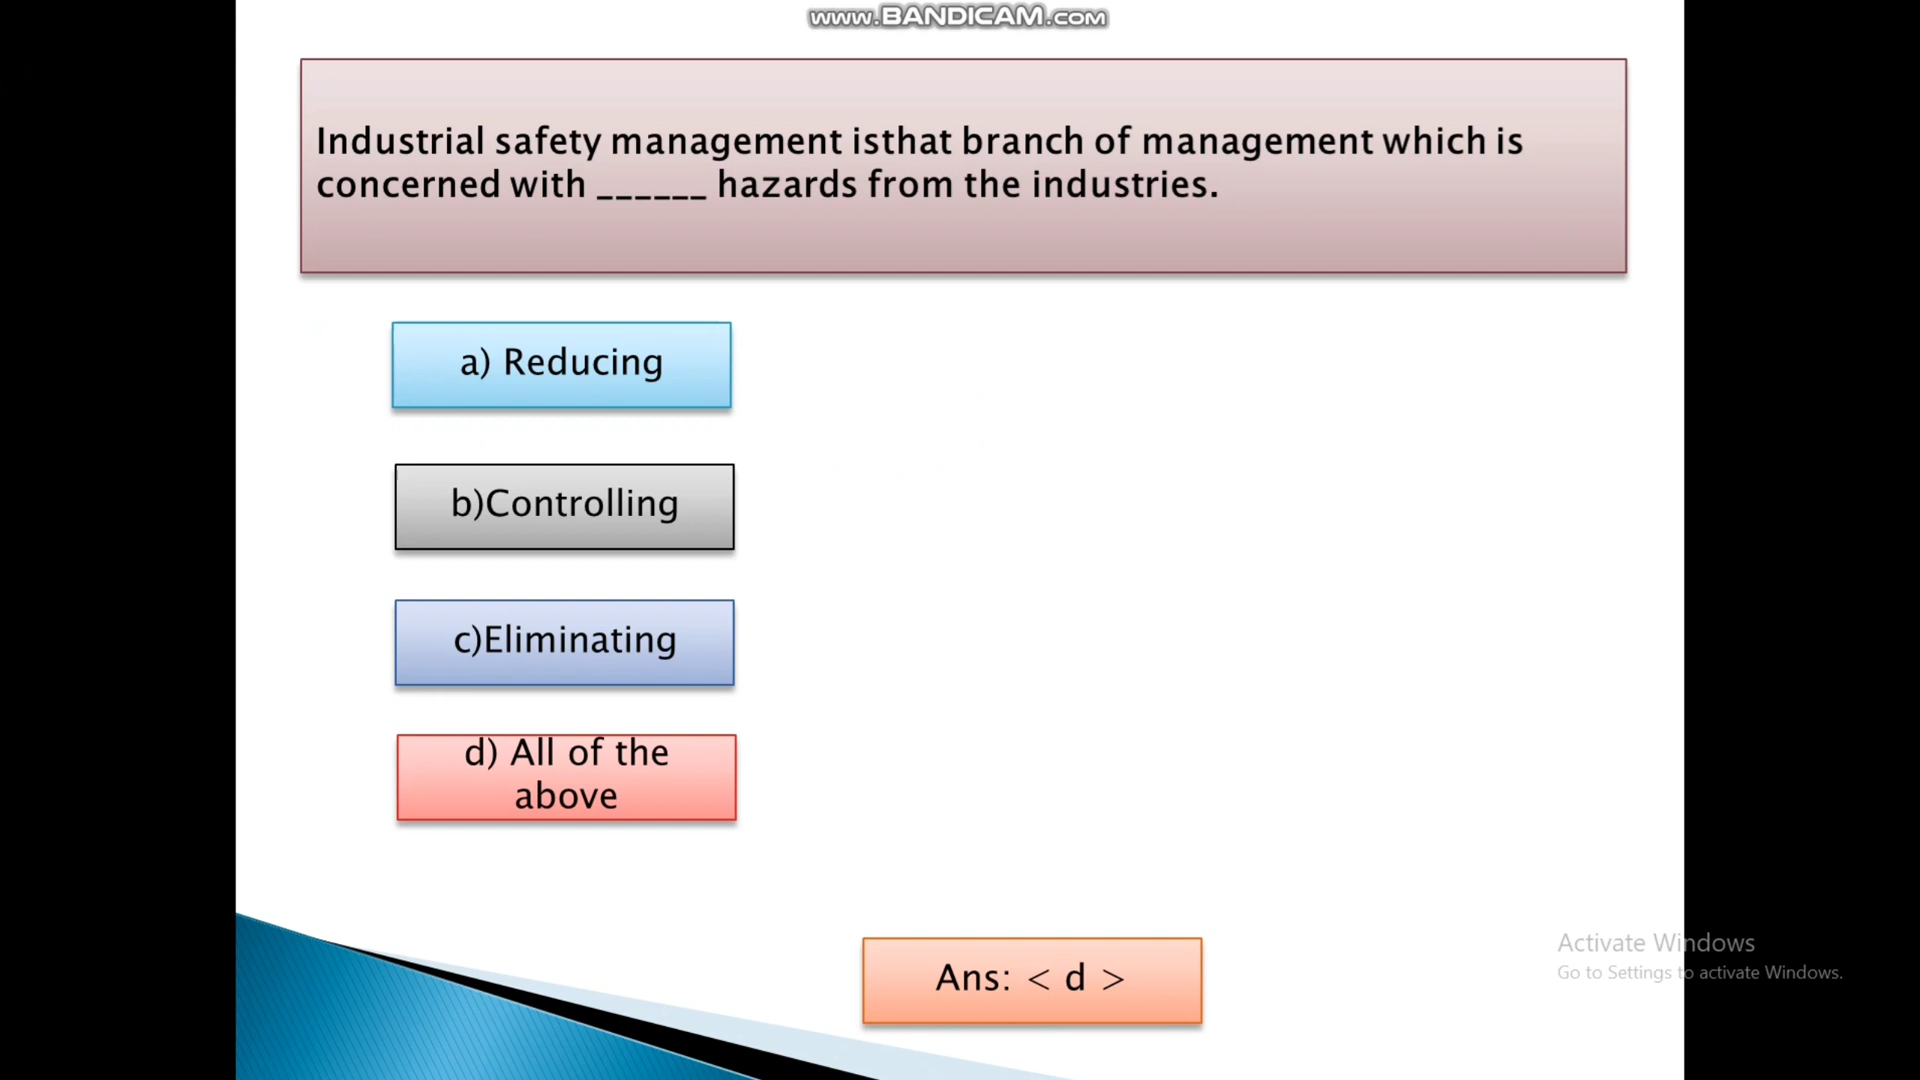 www.BANDICAM.com
Industrial safety management isthat branch of management which is
concerned with ______ hazards from the industries.
a) Reducing
b)Controlling
c)Eliminating
d) All of the
above
Ans: < d >
Activate Windows
Go to Settings to activate Windows.